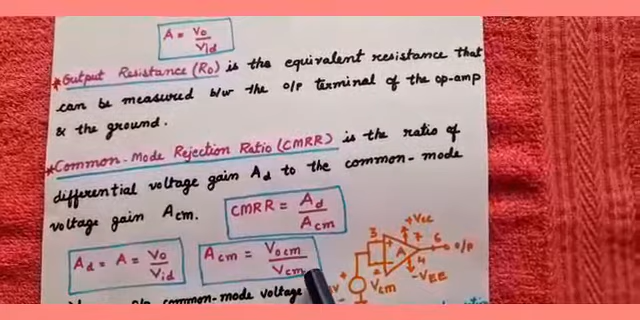 A = Vo/Vid
* Output Resistance (Ro) is the equivalent resistance that
can be measured b/w the o/p terminal of the op-amp
& the ground.
* Common-Mode Rejection Ratio (CMRR) is the ratio of
differential voltage gain Ad to the common-mode
voltage gain Acm.
CMRR = Ad/Acm
Ad = A = Vo/Vid
Acm = Vocm/Vcm
+Vcc
3
7
6
o/p
+
A
2
-
4
-VEE
+
Vcm
-
common-mode voltage